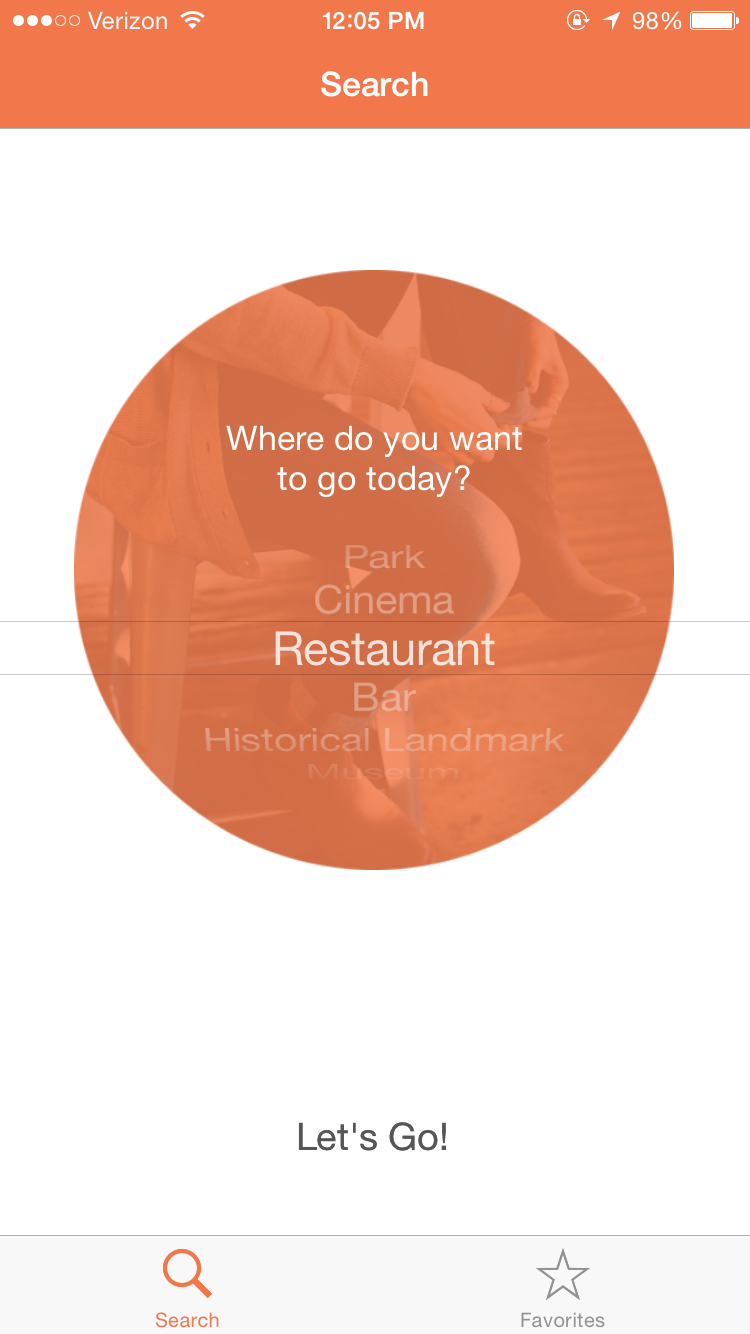 Verizon 12:05 PM 98%
Search
Where do you want
to go today?
Park
Cinema
Restaurant
Bar
Historical Landmark
Museum
Let's Go!
Search Favorites